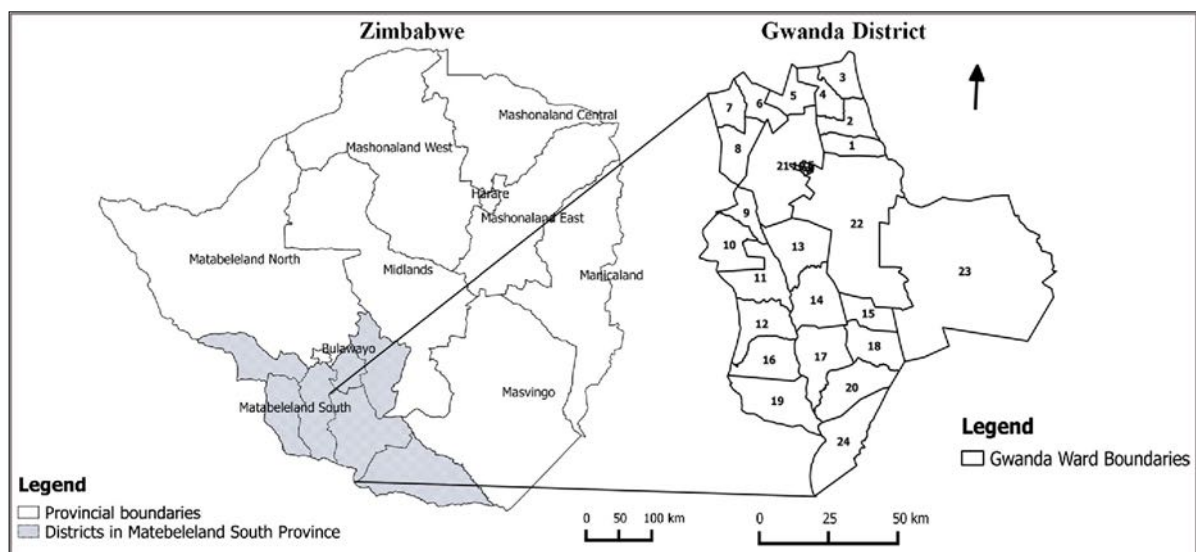 Zimbabwe
Gwanda District
Mashonaland Central
Mashonaland West
Harare
Mashonaland East
Matabeleland North
Midlands
Manicaland
Bulawayo
Matabeleland South
Masvingo
3
5
4
7
6
2
1
8
21
9
22
10
13
23
11
14
15
12
18
16
17
20
19
24
Legend
Provincial boundaries
Districts in Matebeleland South Province
0 50 100 km
0 25 50 km
Legend
Gwanda Ward Boundaries